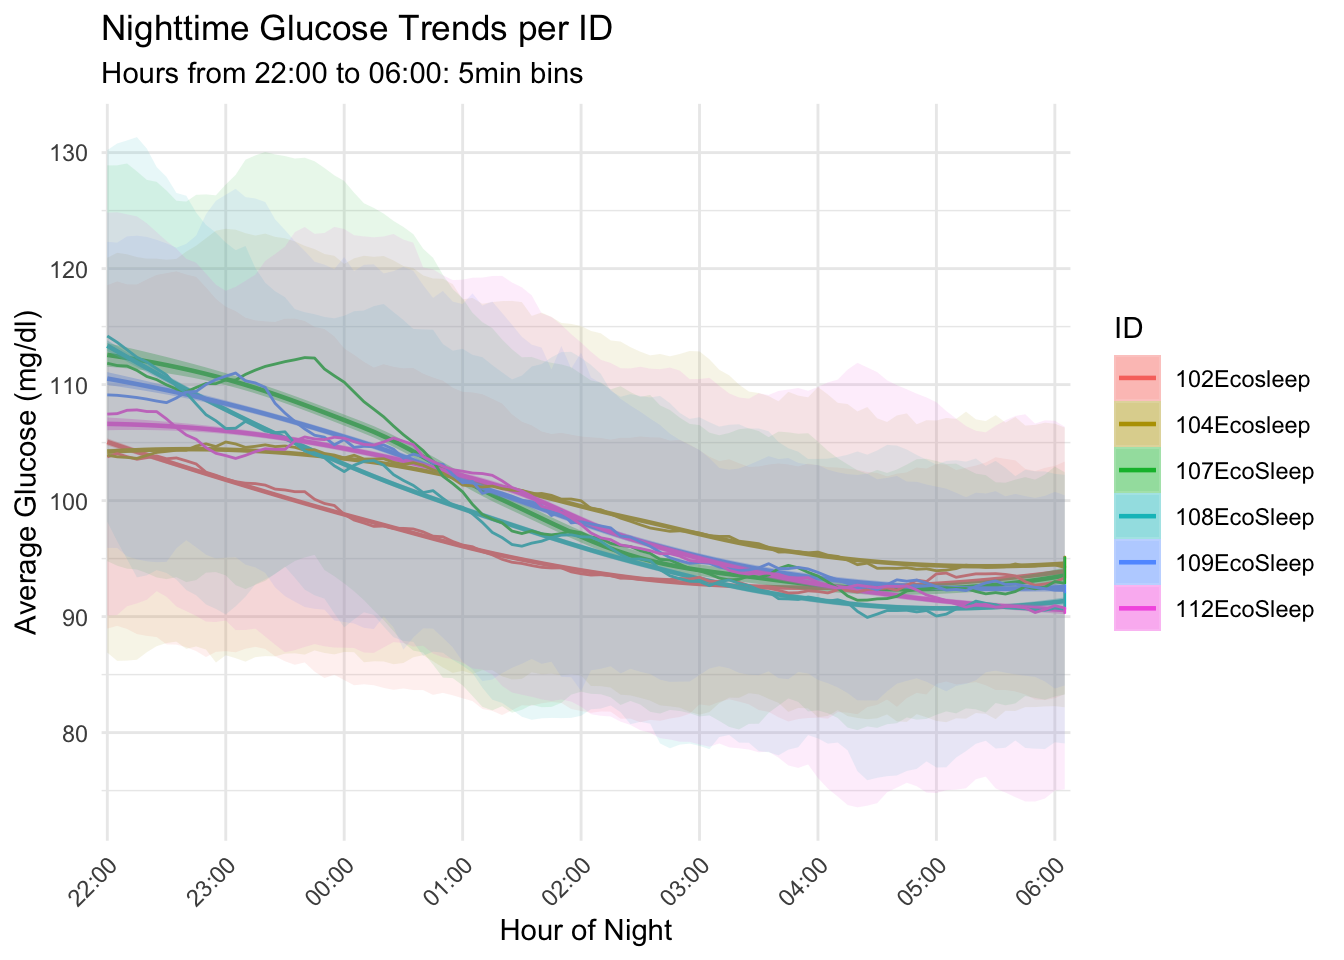 Nighttime Glucose Trends per ID
Hours from 22:00 to 06:00: 5min bins
Average Glucose (mg/dl)
130
120
110
100
90
80
22:00
23:00
00:00
01:00
02:00
03:00
04:00
05:00
06:00
Hour of Night
ID
102Ecosleep
104Ecosleep
107EcoSleep
108EcoSleep
109EcoSleep
112EcoSleep